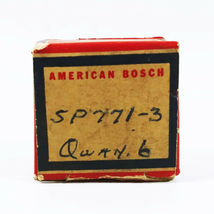 AMERICAN BOSCH
SP771-3
Quan. 6